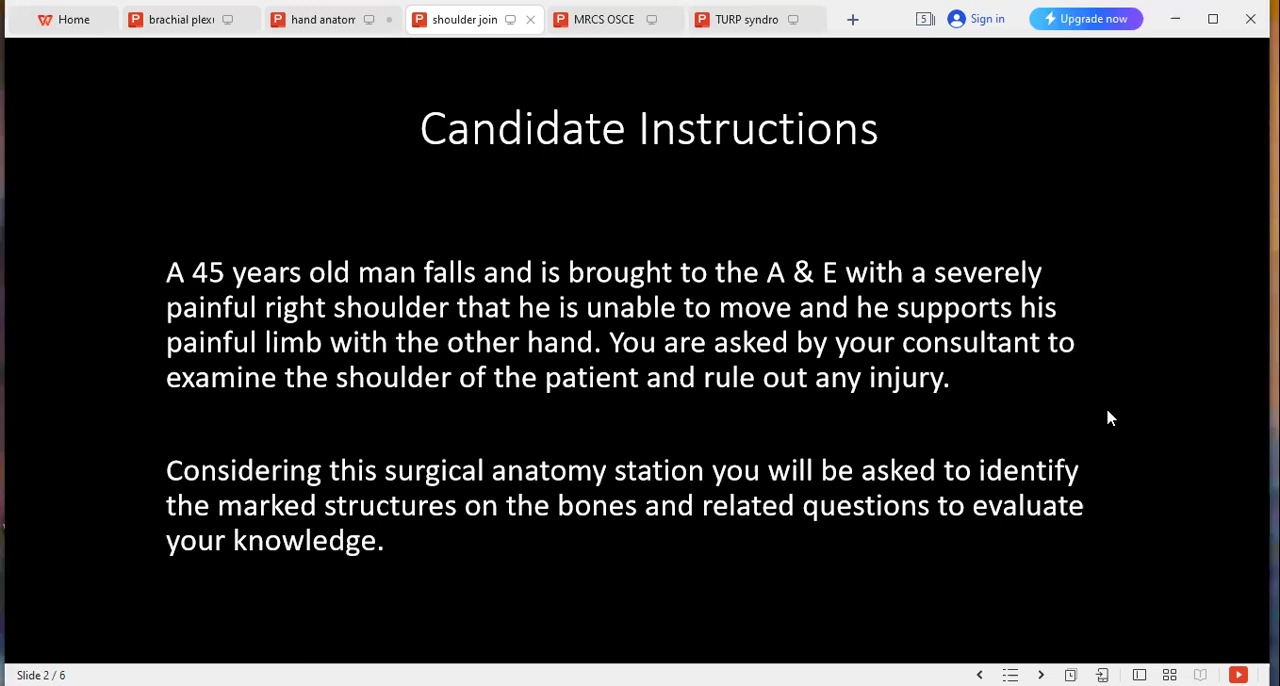 Home
brachial plexu
hand anatom
shoulder join
MRCS OSCE
TURP syndro
5
Sign in
Upgrade now
Candidate Instructions
A 45 years old man falls and is brought to the A & E with a severely
painful right shoulder that he is unable to move and he supports his
painful limb with the other hand. You are asked by your consultant to
examine the shoulder of the patient and rule out any injury.
Considering this surgical anatomy station you will be asked to identify
the marked structures on the bones and related questions to evaluate
your knowledge.
Slide 2 / 6